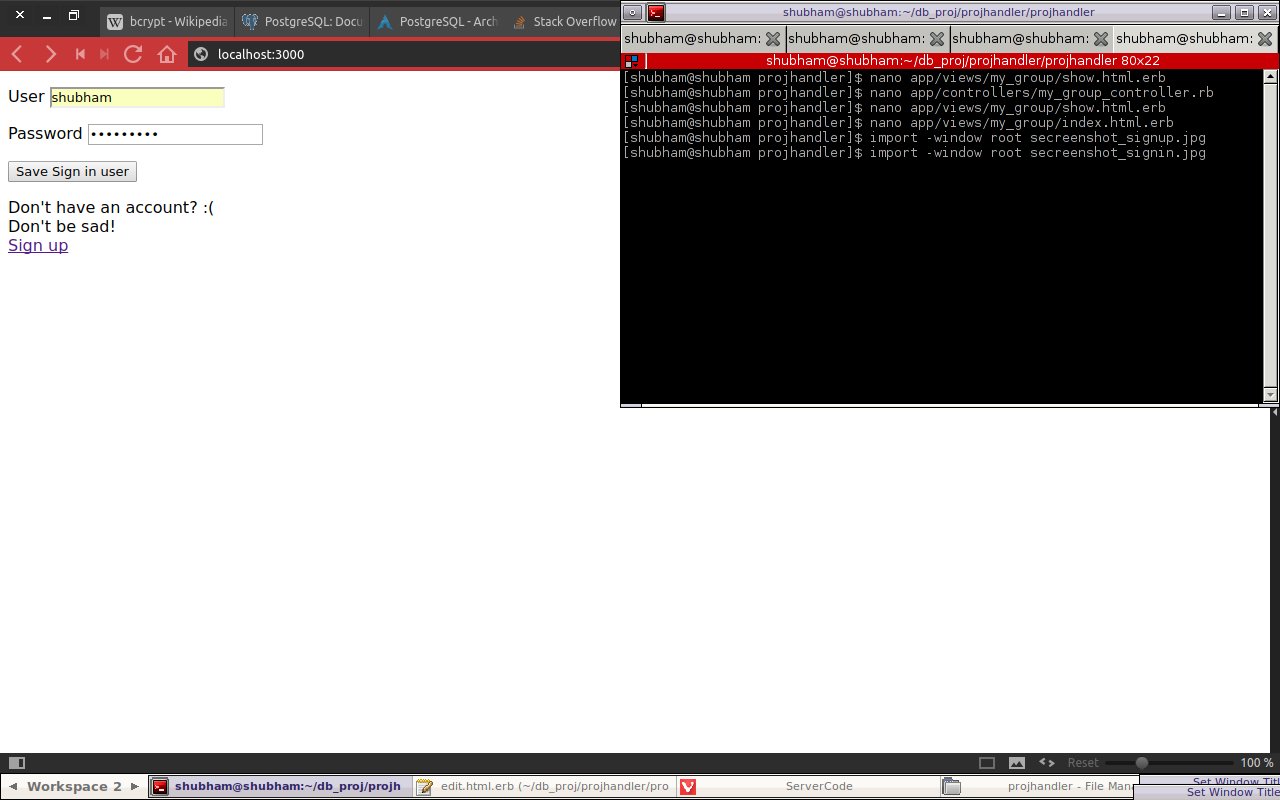 bcrypt - Wikipedia
PostgreSQL: Docu
PostgreSQL - Arch
Stack Overflow
localhost:3000
User shubham
Password •••••••••
Save Sign in user
Don't have an account? :(
Don't be sad!
Sign up
shubham@shubham:~/db_proj/projhandler/projhandler
shubham@shubham: shubham@shubham: shubham@shubham: shubham@shubham:
shubham@shubham:~/db_proj/projhandler/projhandler 80x22
[shubham@shubham projhandler]$ nano app/views/my_group/show.html.erb
[shubham@shubham projhandler]$ nano app/controllers/my_group_controller.rb
[shubham@shubham projhandler]$ nano app/views/my_group/show.html.erb
[shubham@shubham projhandler]$ nano app/views/my_group/index.html.erb
[shubham@shubham projhandler]$ import -window root secreenshot_signup.jpg
[shubham@shubham projhandler]$ import -window root secreenshot_signin.jpg
Reset 100 %
Workspace 2 shubham@shubham:~/db_proj/projh edit.html.erb (~/db_proj/projhandler/pro ServerCode projhandler - File Mana
Set Window Title
Set Window Title